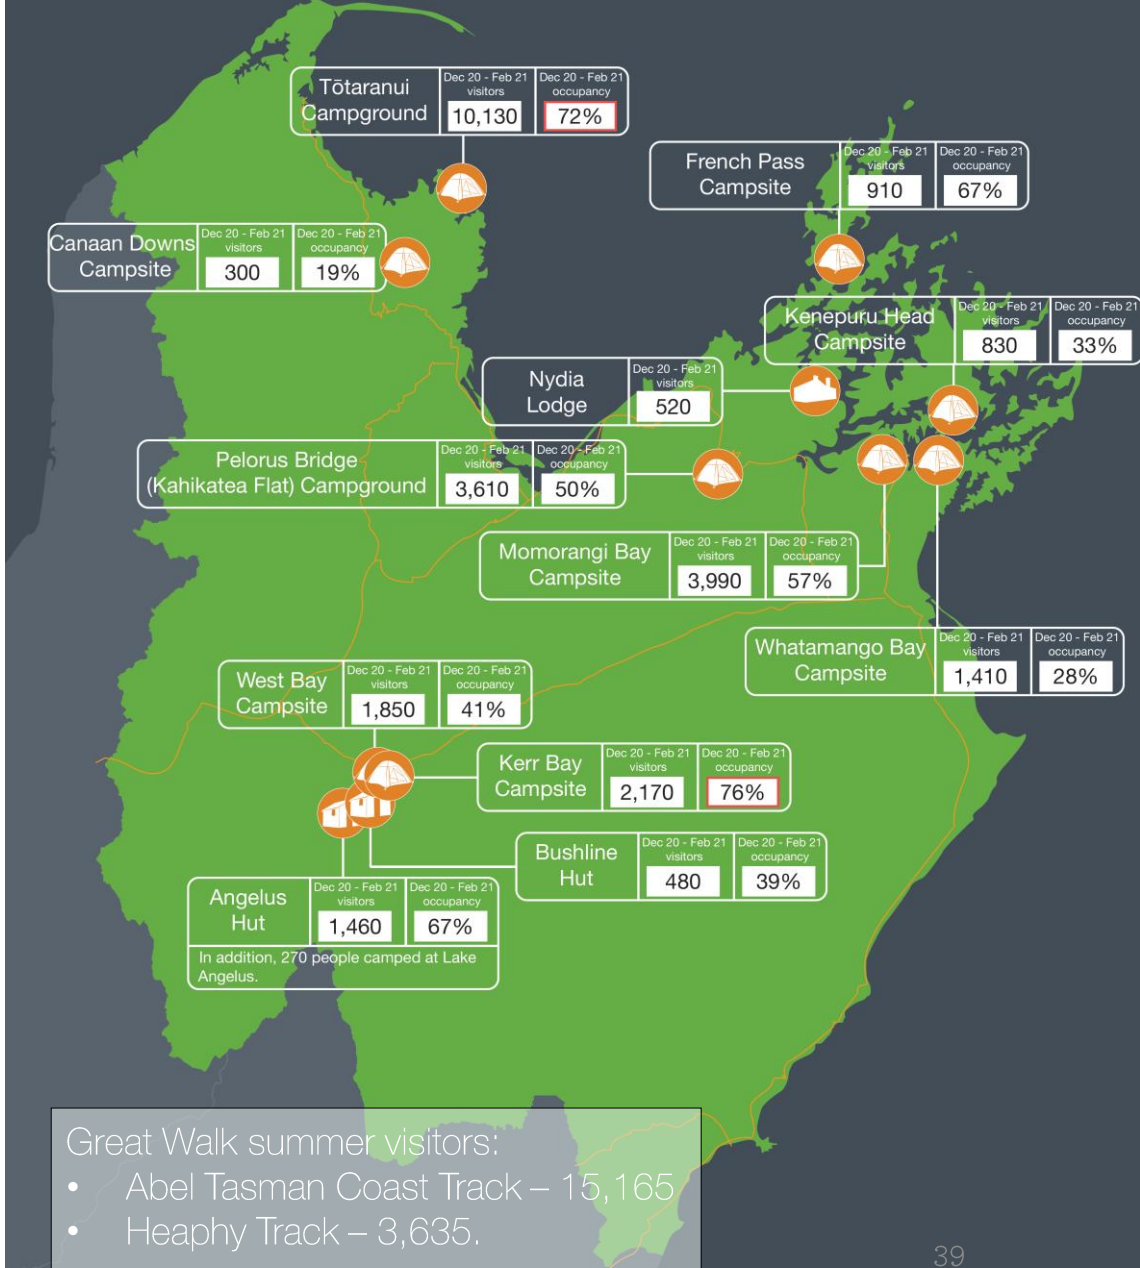 Tōtaranui
Campground
Dec 20 - Feb 21
visitors
10,130
Dec 20 - Feb 21
occupancy
72%
French Pass
Campsite
Dec 20 - Feb 21
visitors
910
Dec 20 - Feb 21
occupancy
67%
Canaan Downs
Campsite
Dec 20 - Feb 21
visitors
300
Dec 20 - Feb 21
occupancy
19%
Kenepuru Head
Campsite
Dec 20 - Feb 21
visitors
830
Dec 20 - Feb 21
occupancy
33%
Nydia
Lodge
Dec 20 - Feb 21
visitors
520
Pelorus Bridge
(Kahikatea Flat) Campground
Dec 20 - Feb 21
visitors
3,610
Dec 20 - Feb 21
occupancy
50%
Momorangi Bay
Campsite
Dec 20 - Feb 21
visitors
3,990
Dec 20 - Feb 21
occupancy
57%
Whatamango Bay
Campsite
Dec 20 - Feb 21
visitors
1,410
Dec 20 - Feb 21
occupancy
28%
West Bay
Campsite
Dec 20 - Feb 21
visitors
1,850
Dec 20 - Feb 21
occupancy
41%
Kerr Bay
Campsite
Dec 20 - Feb 21
visitors
2,170
Dec 20 - Feb 21
occupancy
76%
Bushline
Hut
Dec 20 - Feb 21
visitors
480
Dec 20 - Feb 21
occupancy
39%
Angelus
Hut
Dec 20 - Feb 21
visitors
1,460
Dec 20 - Feb 21
occupancy
67%
In addition, 270 people camped at Lake
Angelus.
Great Walk summer visitors:
• Abel Tasman Coast Track – 15,165
• Heaphy Track – 3,635.
39